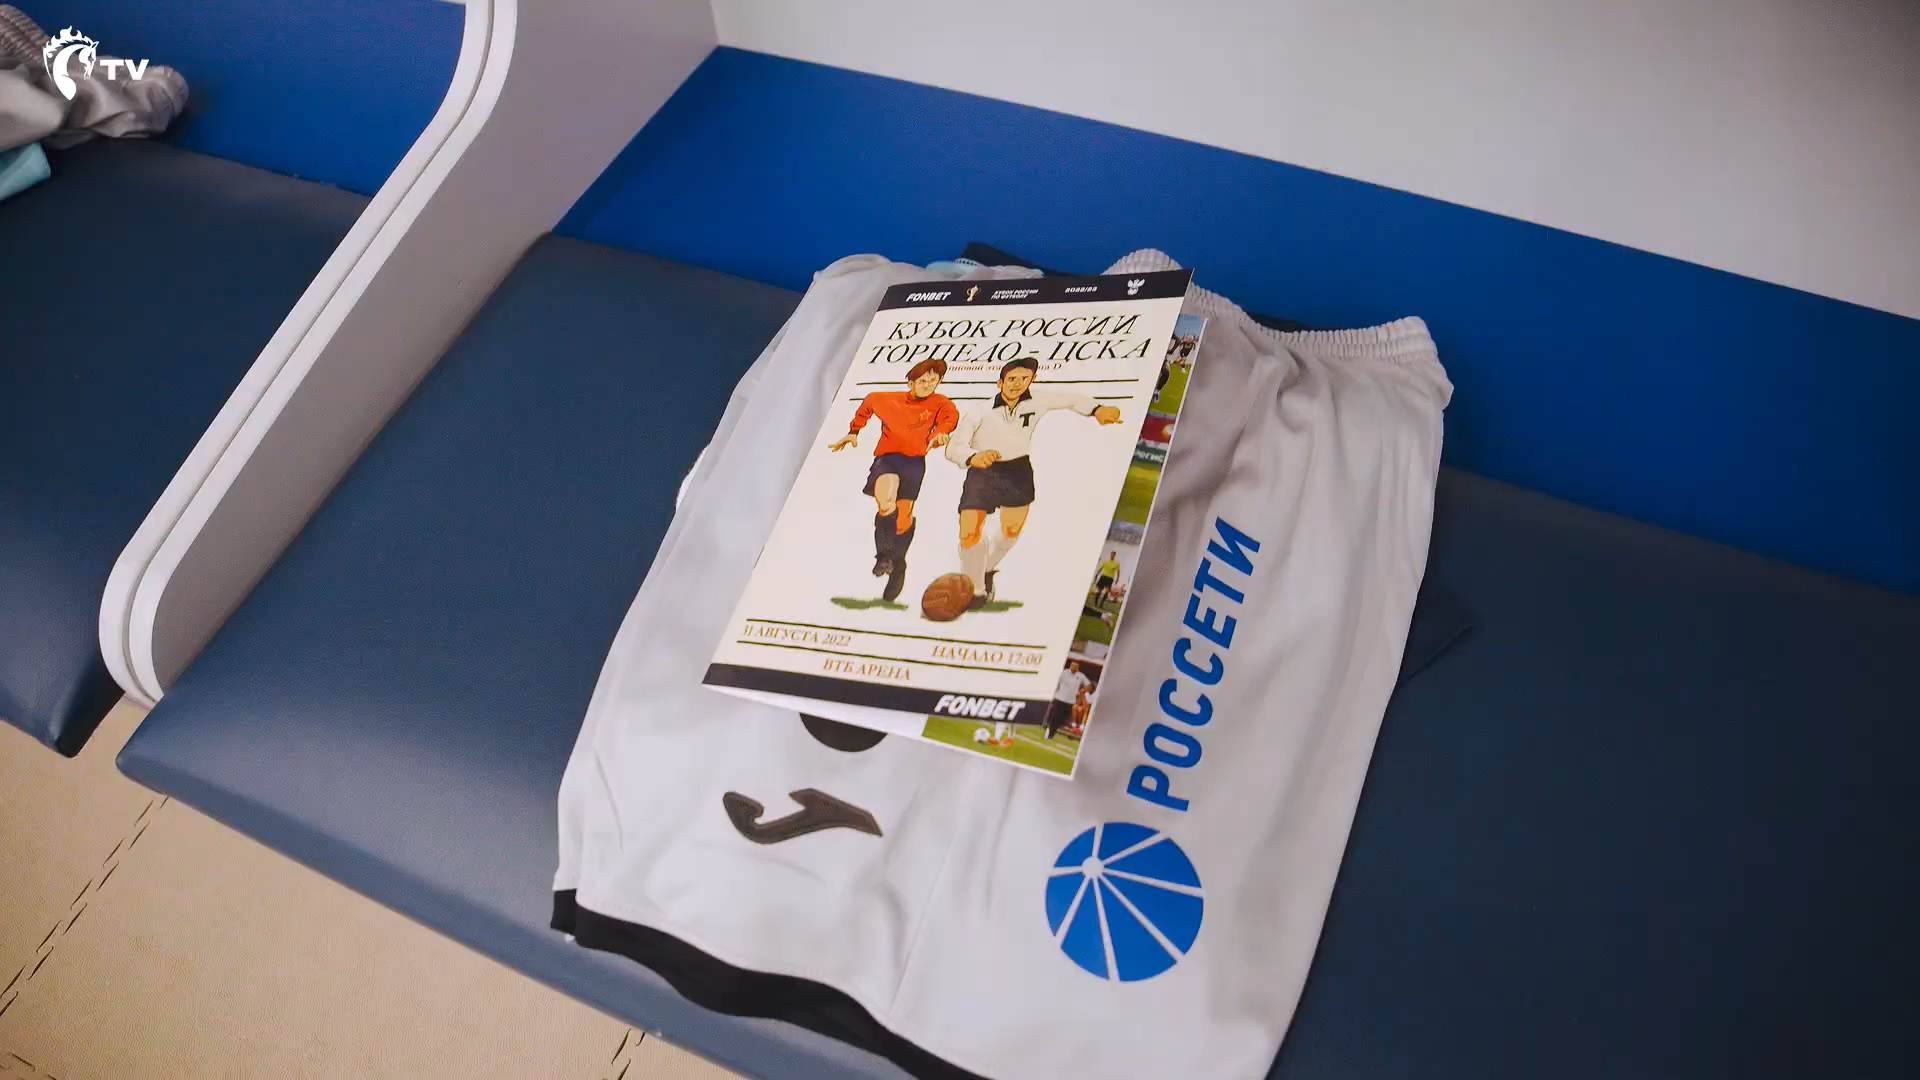 TV
FONBET
КУБОК РОССИИ
ПО ФУТБОЛУ
2022/23
КУБОК РОССИИ
ТОРПЕДО - ЦСКА
D
Т
31 АВГУСТА 2022
НАЧАЛО 17:00
ВТБ АРЕНА
FONBET
РОССЕТИ